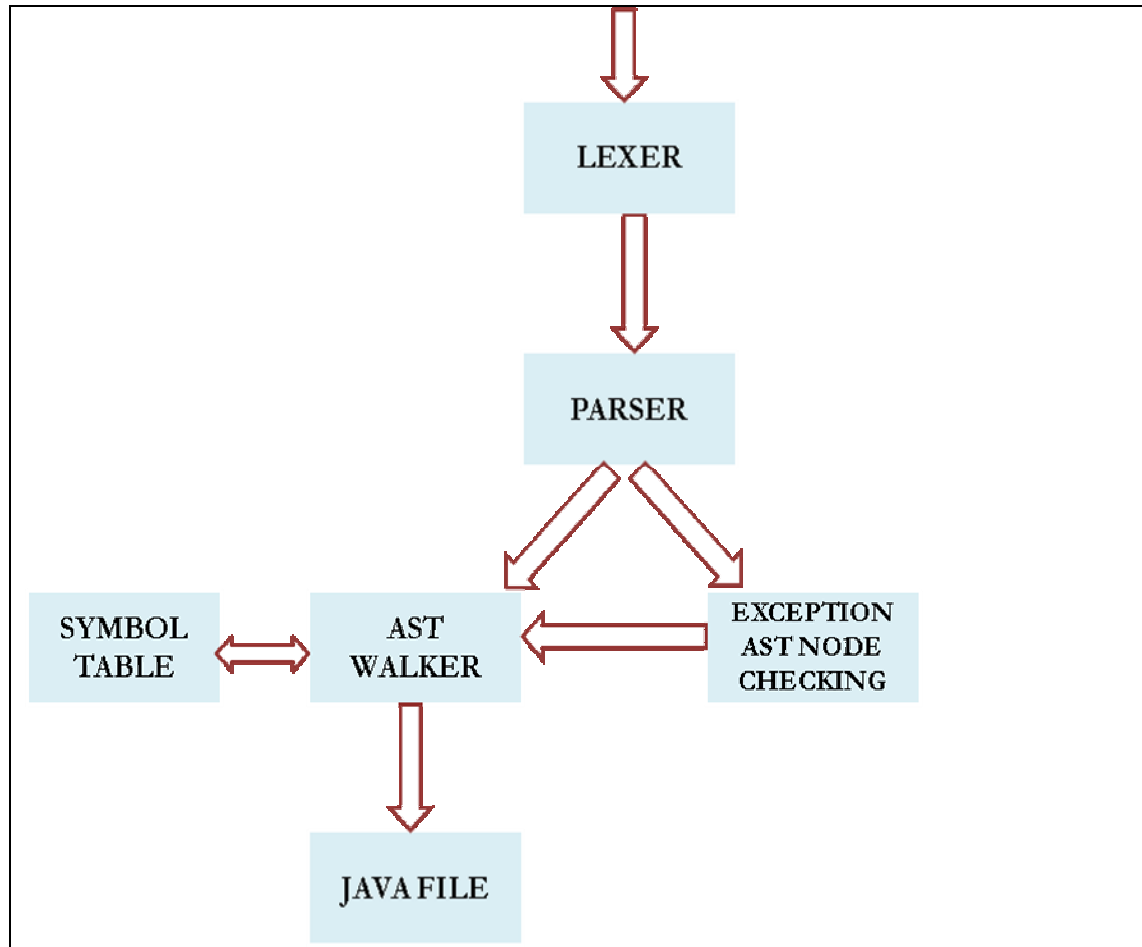 LEXER
PARSER
SYMBOL
TABLE
AST
WALKER
EXCEPTION
AST NODE
CHECKING
JAVA FILE